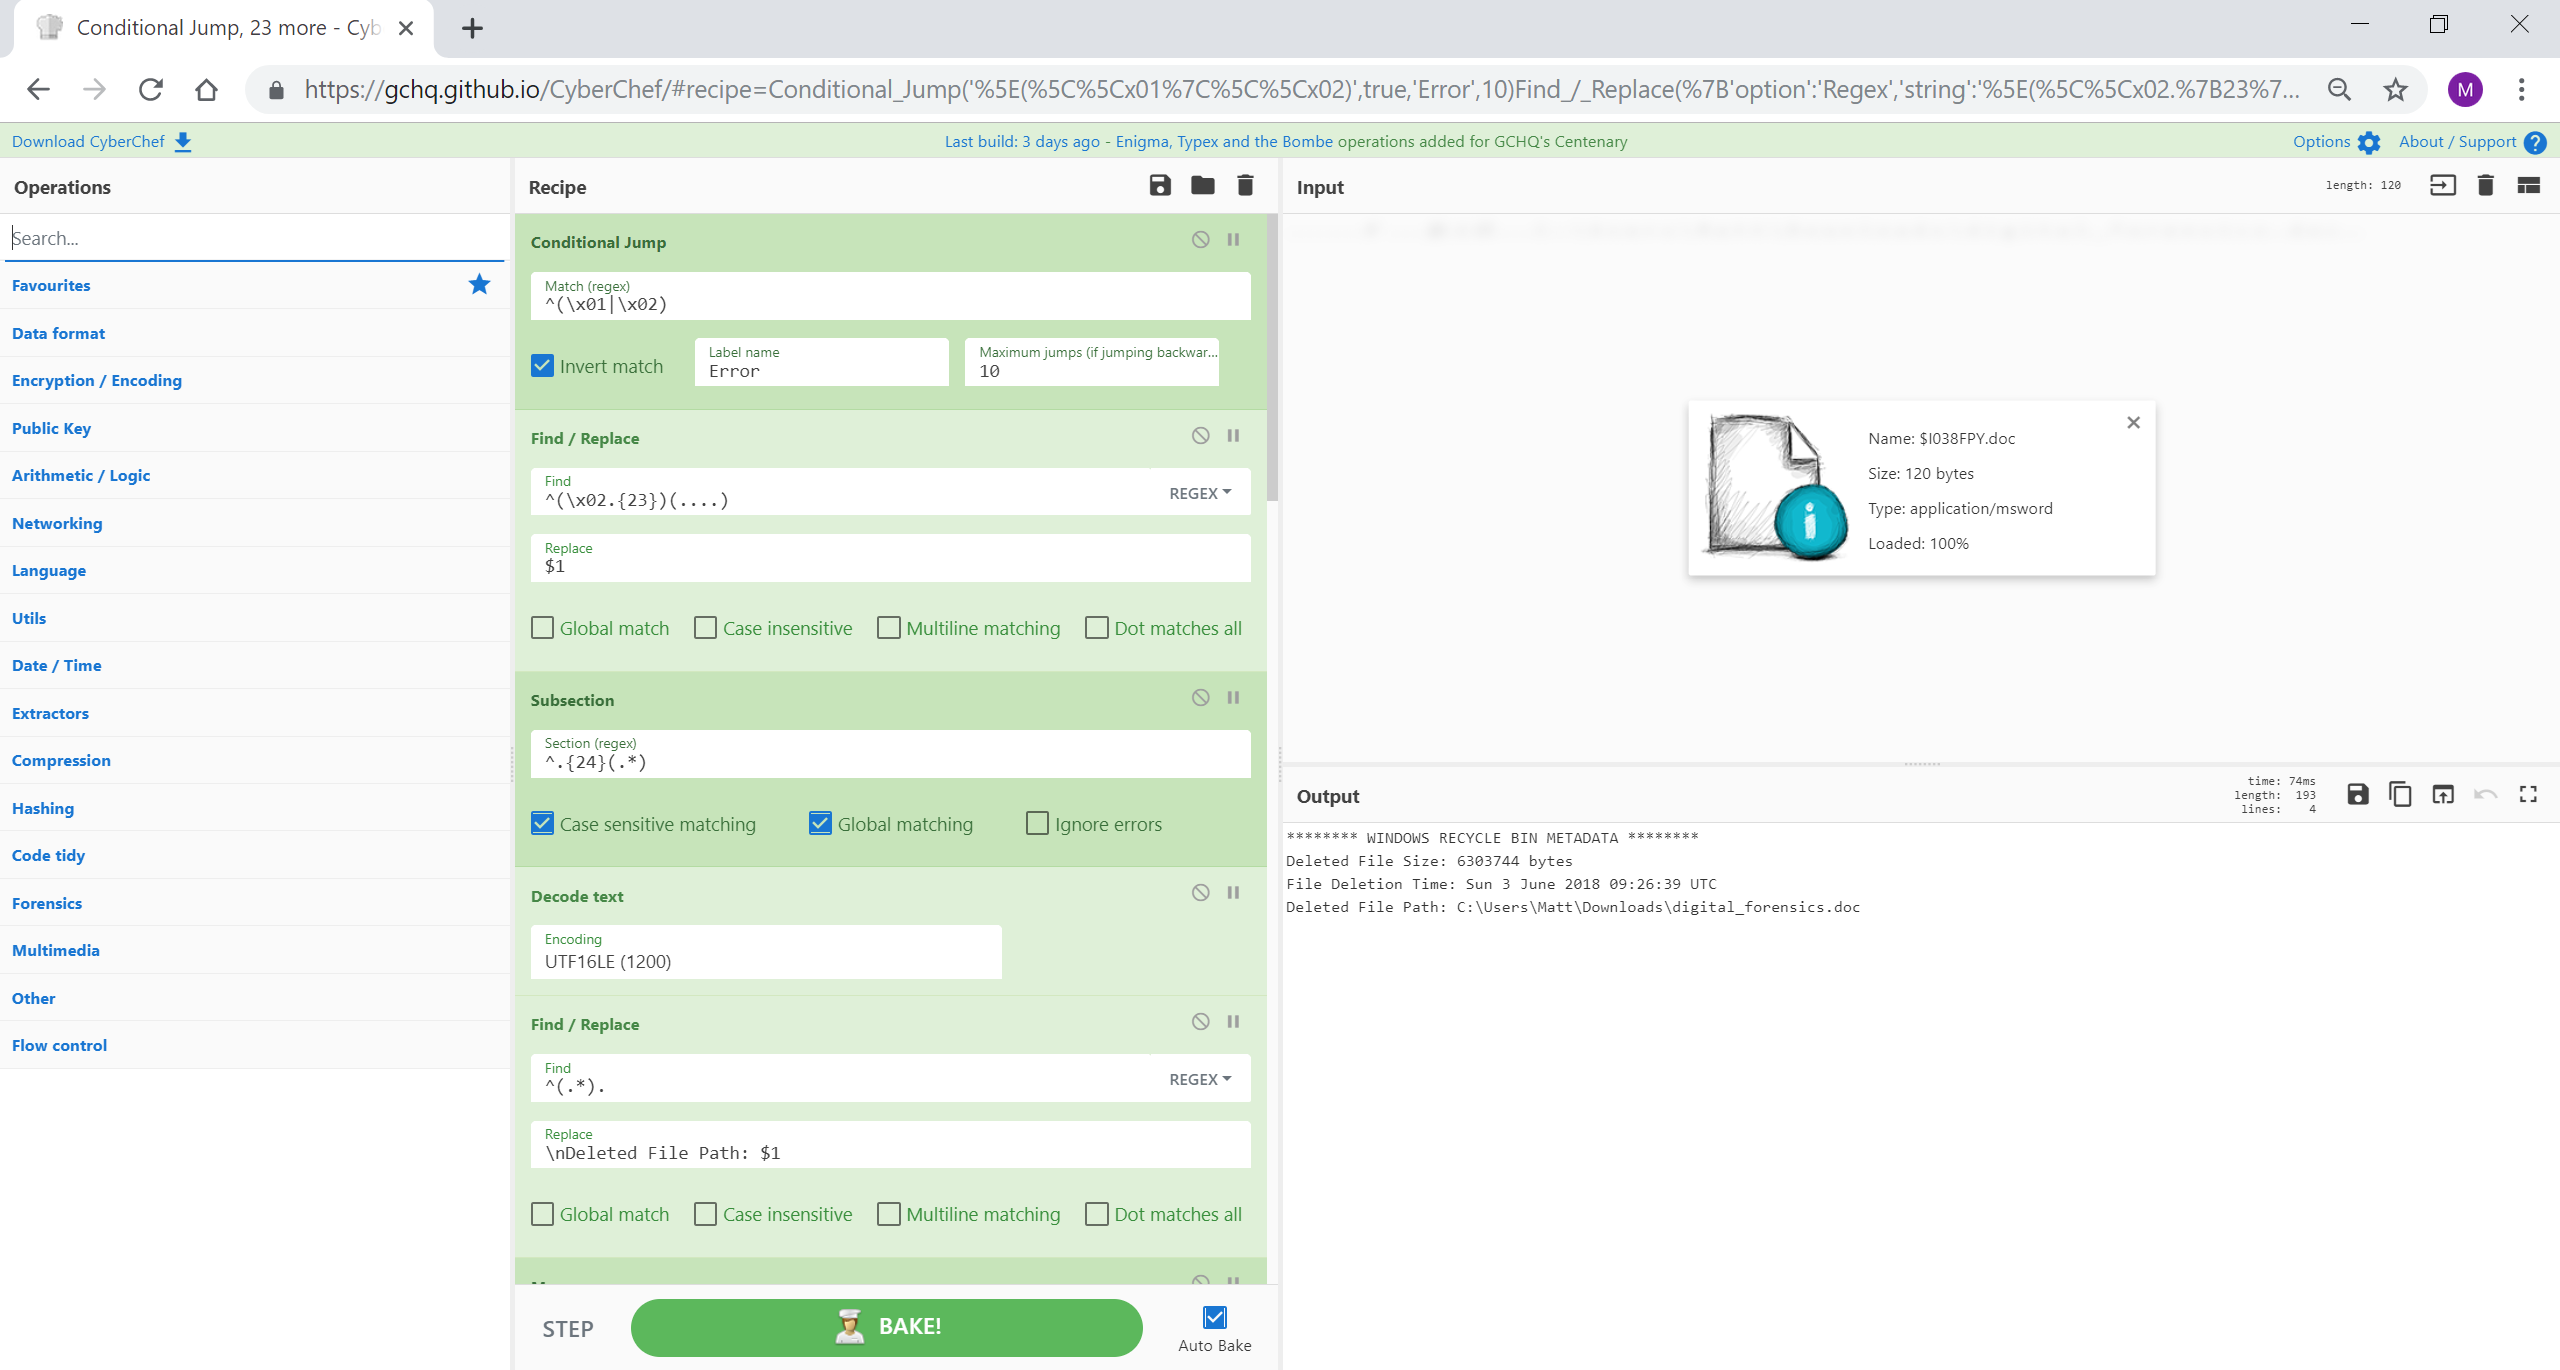 Conditional Jump, 23 more - Cyb
https://gchq.github.io/CyberChef/#recipe=Conditional_Jump('%5E(%5C%5Cx01%7C%5C%5Cx02)',true,'Error',10)Find_/_Replace(%7B'option':'Regex','string':'%5E(%5C%5Cx02.%7B23%7...
M
Download CyberChef
Last build: 3 days ago - Enigma, Typex and the Bombe operations added for GCHQ's Centenary
Options
About / Support
Operations
Search...
Favourites
Data format
Encryption / Encoding
Public Key
Arithmetic / Logic
Networking
Language
Utils
Date / Time
Extractors
Compression
Hashing
Code tidy
Forensics
Multimedia
Other
Flow control
Recipe
Conditional Jump
Match (regex)
^(\x01|\x02)
Invert match
Label name
Error
Maximum jumps (if jumping backwar...
10
Find / Replace
Find
^(\x02.{23})(....)
REGEX
Replace
$1
Global match
Case insensitive
Multiline matching
Dot matches all
Subsection
Section (regex)
^.{24}(.*)
Case sensitive matching
Global matching
Ignore errors
Decode text
Encoding
UTF16LE (1200)
Find / Replace
Find
^(.*).
REGEX
Replace
\nDeleted File Path: $1
Global match
Case insensitive
Multiline matching
Dot matches all
STEP
BAKE!
Auto Bake
Input
length: 120
Name: $I038FPY.doc
Size: 120 bytes
Type: application/msword
Loaded: 100%
Output
time: 74ms
length: 193
lines: 4
******** WINDOWS RECYCLE BIN METADATA ********
Deleted File Size: 6303744 bytes
File Deletion Time: Sun 3 June 2018 09:26:39 UTC
Deleted File Path: C:\Users\Matt\Downloads\digital_forensics.doc